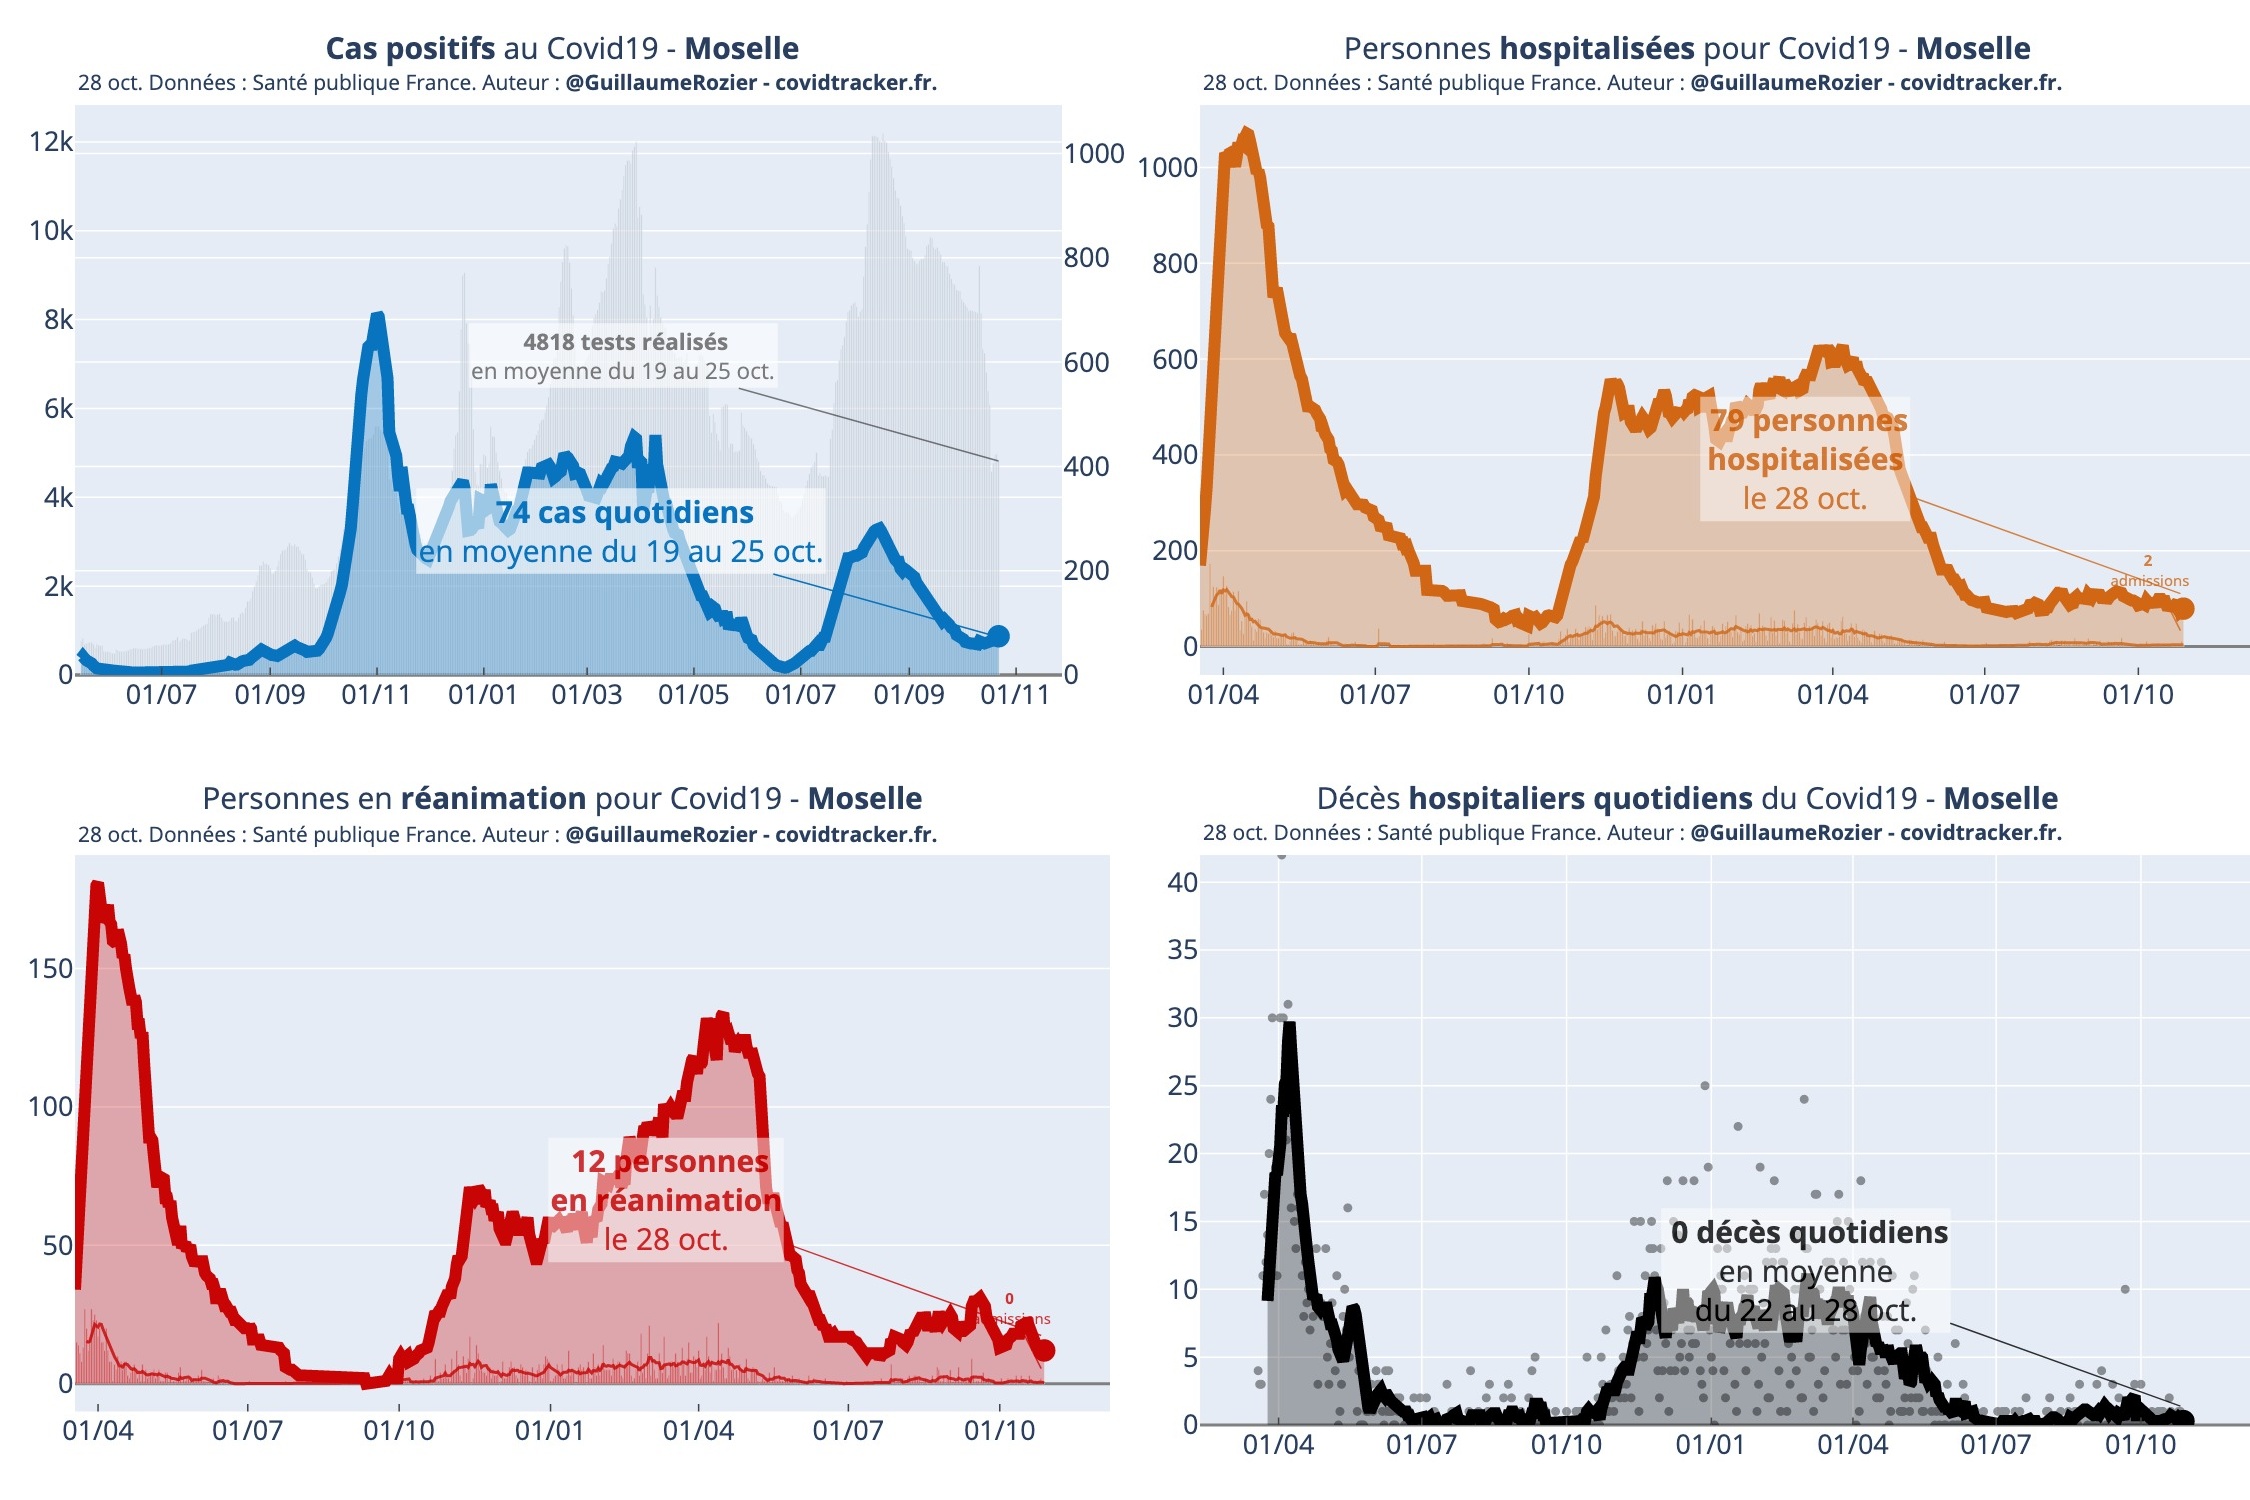 Cas positifs au Covid19 - Moselle
28 oct. Données : Santé publique France. Auteur : @GuillaumeRozier - covidtracker.fr.
12k
10k
8k
6k
4k
2k
0
1000
800
600
400
200
0
4818 tests réalisés
en moyenne du 19 au 25 oct.
74 cas quotidiens
en moyenne du 19 au 25 oct.
01/07 01/09 01/11 01/01 01/03 01/05 01/07 01/09 01/11
Personnes hospitalisées pour Covid19 - Moselle
28 oct. Données : Santé publique France. Auteur : @GuillaumeRozier - covidtracker.fr.
1000
800
600
400
200
0
79 personnes
hospitalisées
le 28 oct.
2
admissions
01/04 01/07 01/10 01/01 01/04 01/07 01/10
Personnes en réanimation pour Covid19 - Moselle
28 oct. Données : Santé publique France. Auteur : @GuillaumeRozier - covidtracker.fr.
150
100
50
0
12 personnes
en réanimation
le 28 oct.
0
admissions
01/04 01/07 01/10 01/01 01/04 01/07 01/10
Décès hospitaliers quotidiens du Covid19 - Moselle
28 oct. Données : Santé publique France. Auteur : @GuillaumeRozier - covidtracker.fr.
40
35
30
25
20
15
10
5
0
0 décès quotidiens
en moyenne
du 22 au 28 oct.
01/04 01/07 01/10 01/01 01/04 01/07 01/10